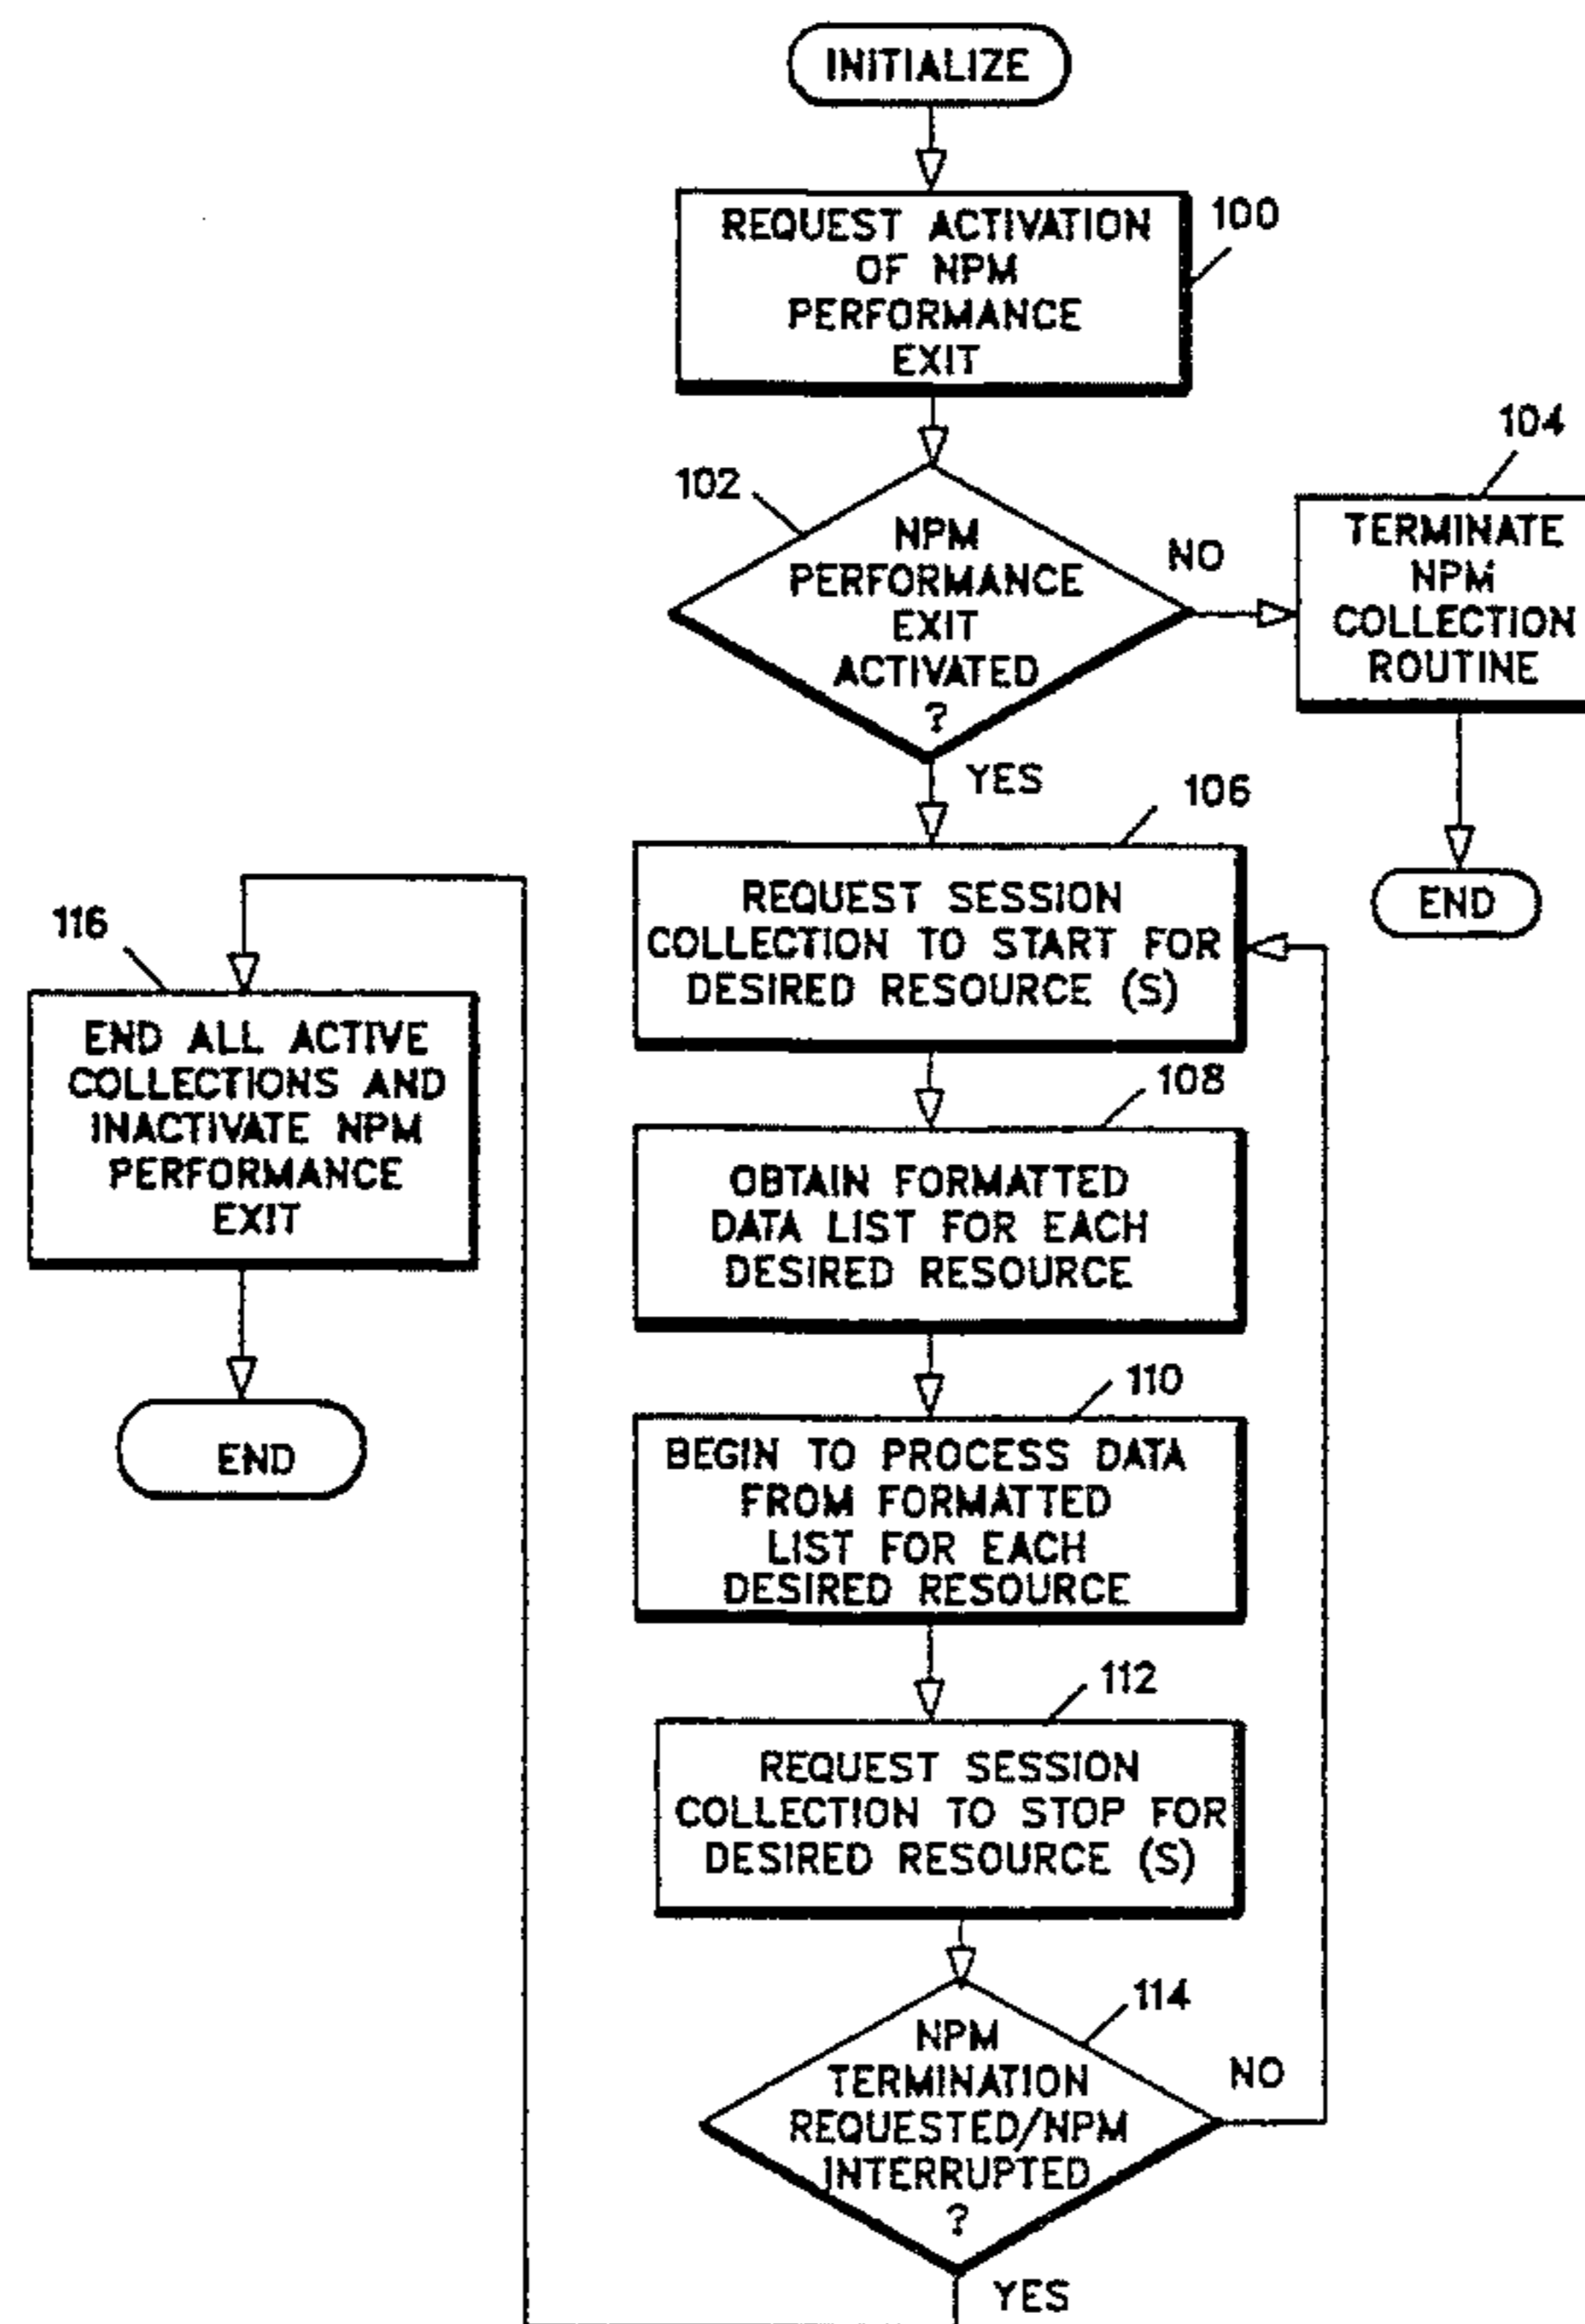 INITIALIZE
REQUEST ACTIVATION
OF NPM
PERFORMANCE
EXIT
100
102
NPM
PERFORMANCE
EXIT
ACTIVATED
?
NO
104
TERMINATE
NPM
COLLECTION
ROUTINE
END
YES
106
REQUEST SESSION
COLLECTION TO START FOR
DESIRED RESOURCE (S)
108
OBTAIN FORMATTED
DATA LIST FOR EACH
DESIRED RESOURCE
110
BEGIN TO PROCESS DATA
FROM FORMATTED
LIST FOR EACH
DESIRED RESOURCE
112
REQUEST SESSION
COLLECTION TO STOP FOR
DESIRED RESOURCE (S)
114
NPM
TERMINATION
REQUESTED/NPM
INTERRUPTED
?
NO
YES
116
END ALL ACTIVE
COLLECTIONS AND
INACTIVATE NPM
PERFORMANCE
EXIT
END